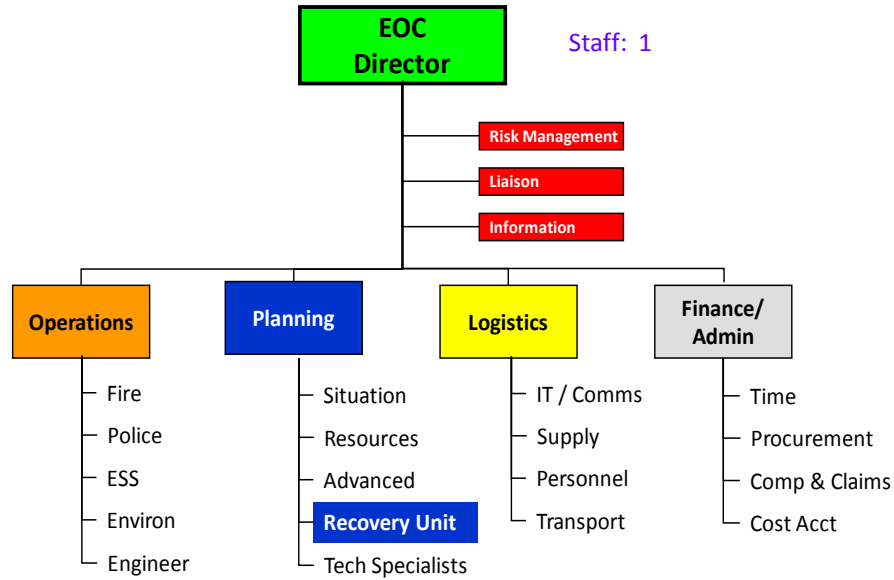 EOC
Director
Staff: 1
Risk Management
Liaison
Information
Operations
Planning
Logistics
Finance/
Admin
Fire
Police
ESS
Environ
Engineer
Situation
Resources
Advanced
Recovery Unit
Tech Specialists
IT / Comms
Supply
Personnel
Transport
Time
Procurement
Comp & Claims
Cost Acct